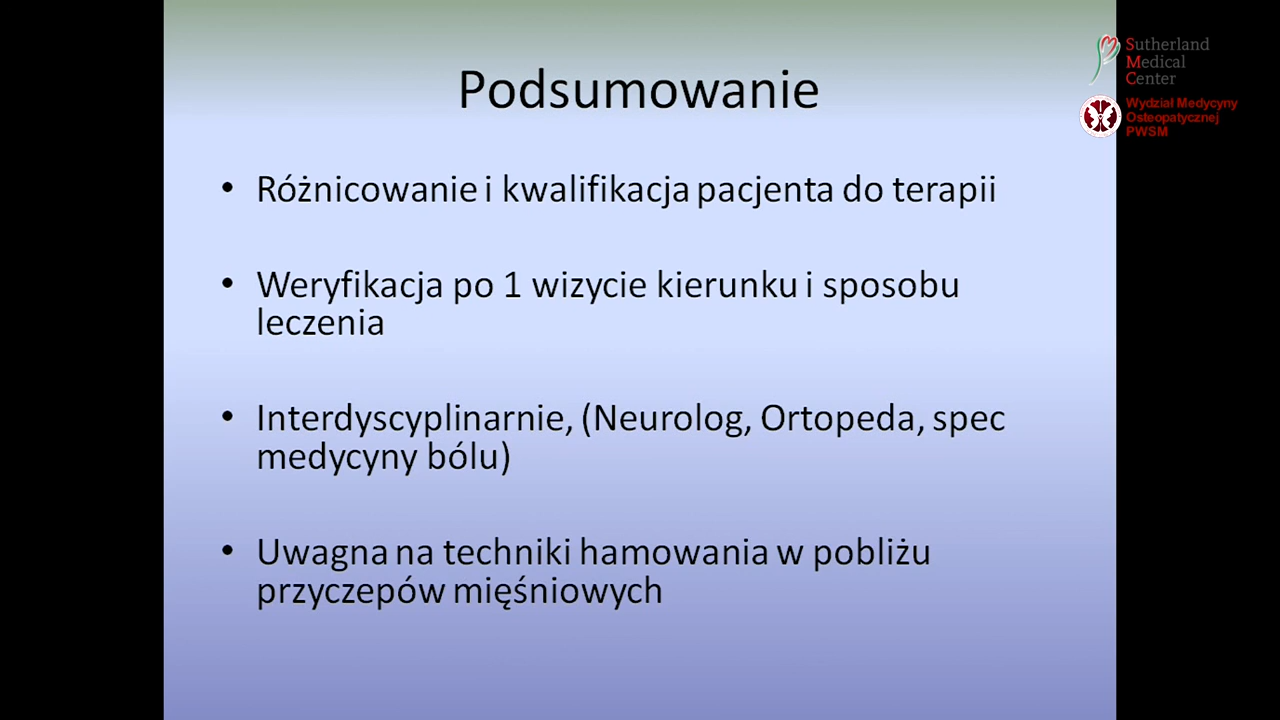 Podsumowanie
• Różnicowanie i kwalifikacja pacjenta do terapii
• Weryfikacja po 1 wizycie kierunku i sposobu
leczenia
• Interdyscyplinarnie, (Neurolog, Ortopeda, spec
medycyny bólu)
• Uwagna na techniki hamowania w pobliżu
przyczepów mięśniowych
Sutherland
Medical
Center
Wydział Medycyny
Osteopatycznej
PWSM